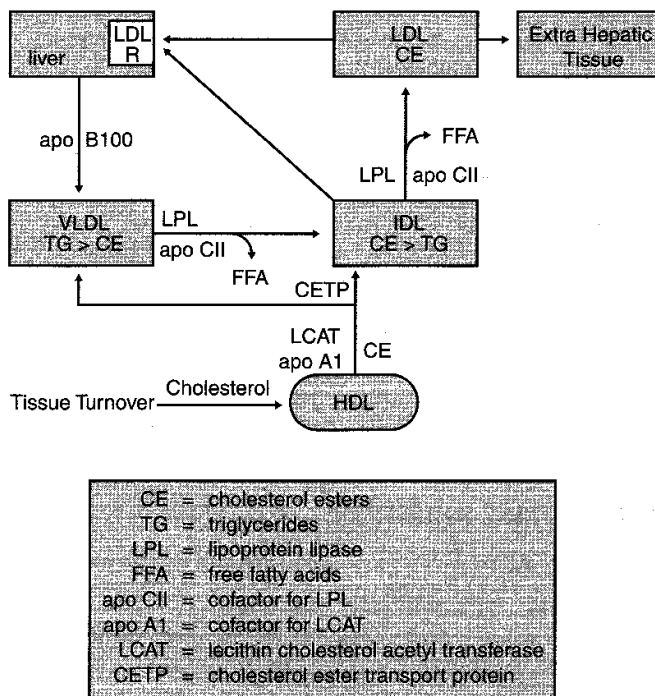 LDL
R
liver
LDL
CE
Extra Hepatic
Tissue
apo B100
FFA
LPL apo CII
VLDL
TG > CE
LPL
apo CII
FFA
IDL
CE > TG
CETP
LCAT
apo A1
CE
Cholesterol
Tissue Turnover
HDL
CE = cholesterol esters
TG = triglycerides
LPL = lipoprotein lipase
FFA = free fatty acids
apo CII = cofactor for LPL
apo A1 = cofactor for LCAT
LCAT = lecithin cholesterol acetyl transferase
CETP = cholesterol ester transport protein